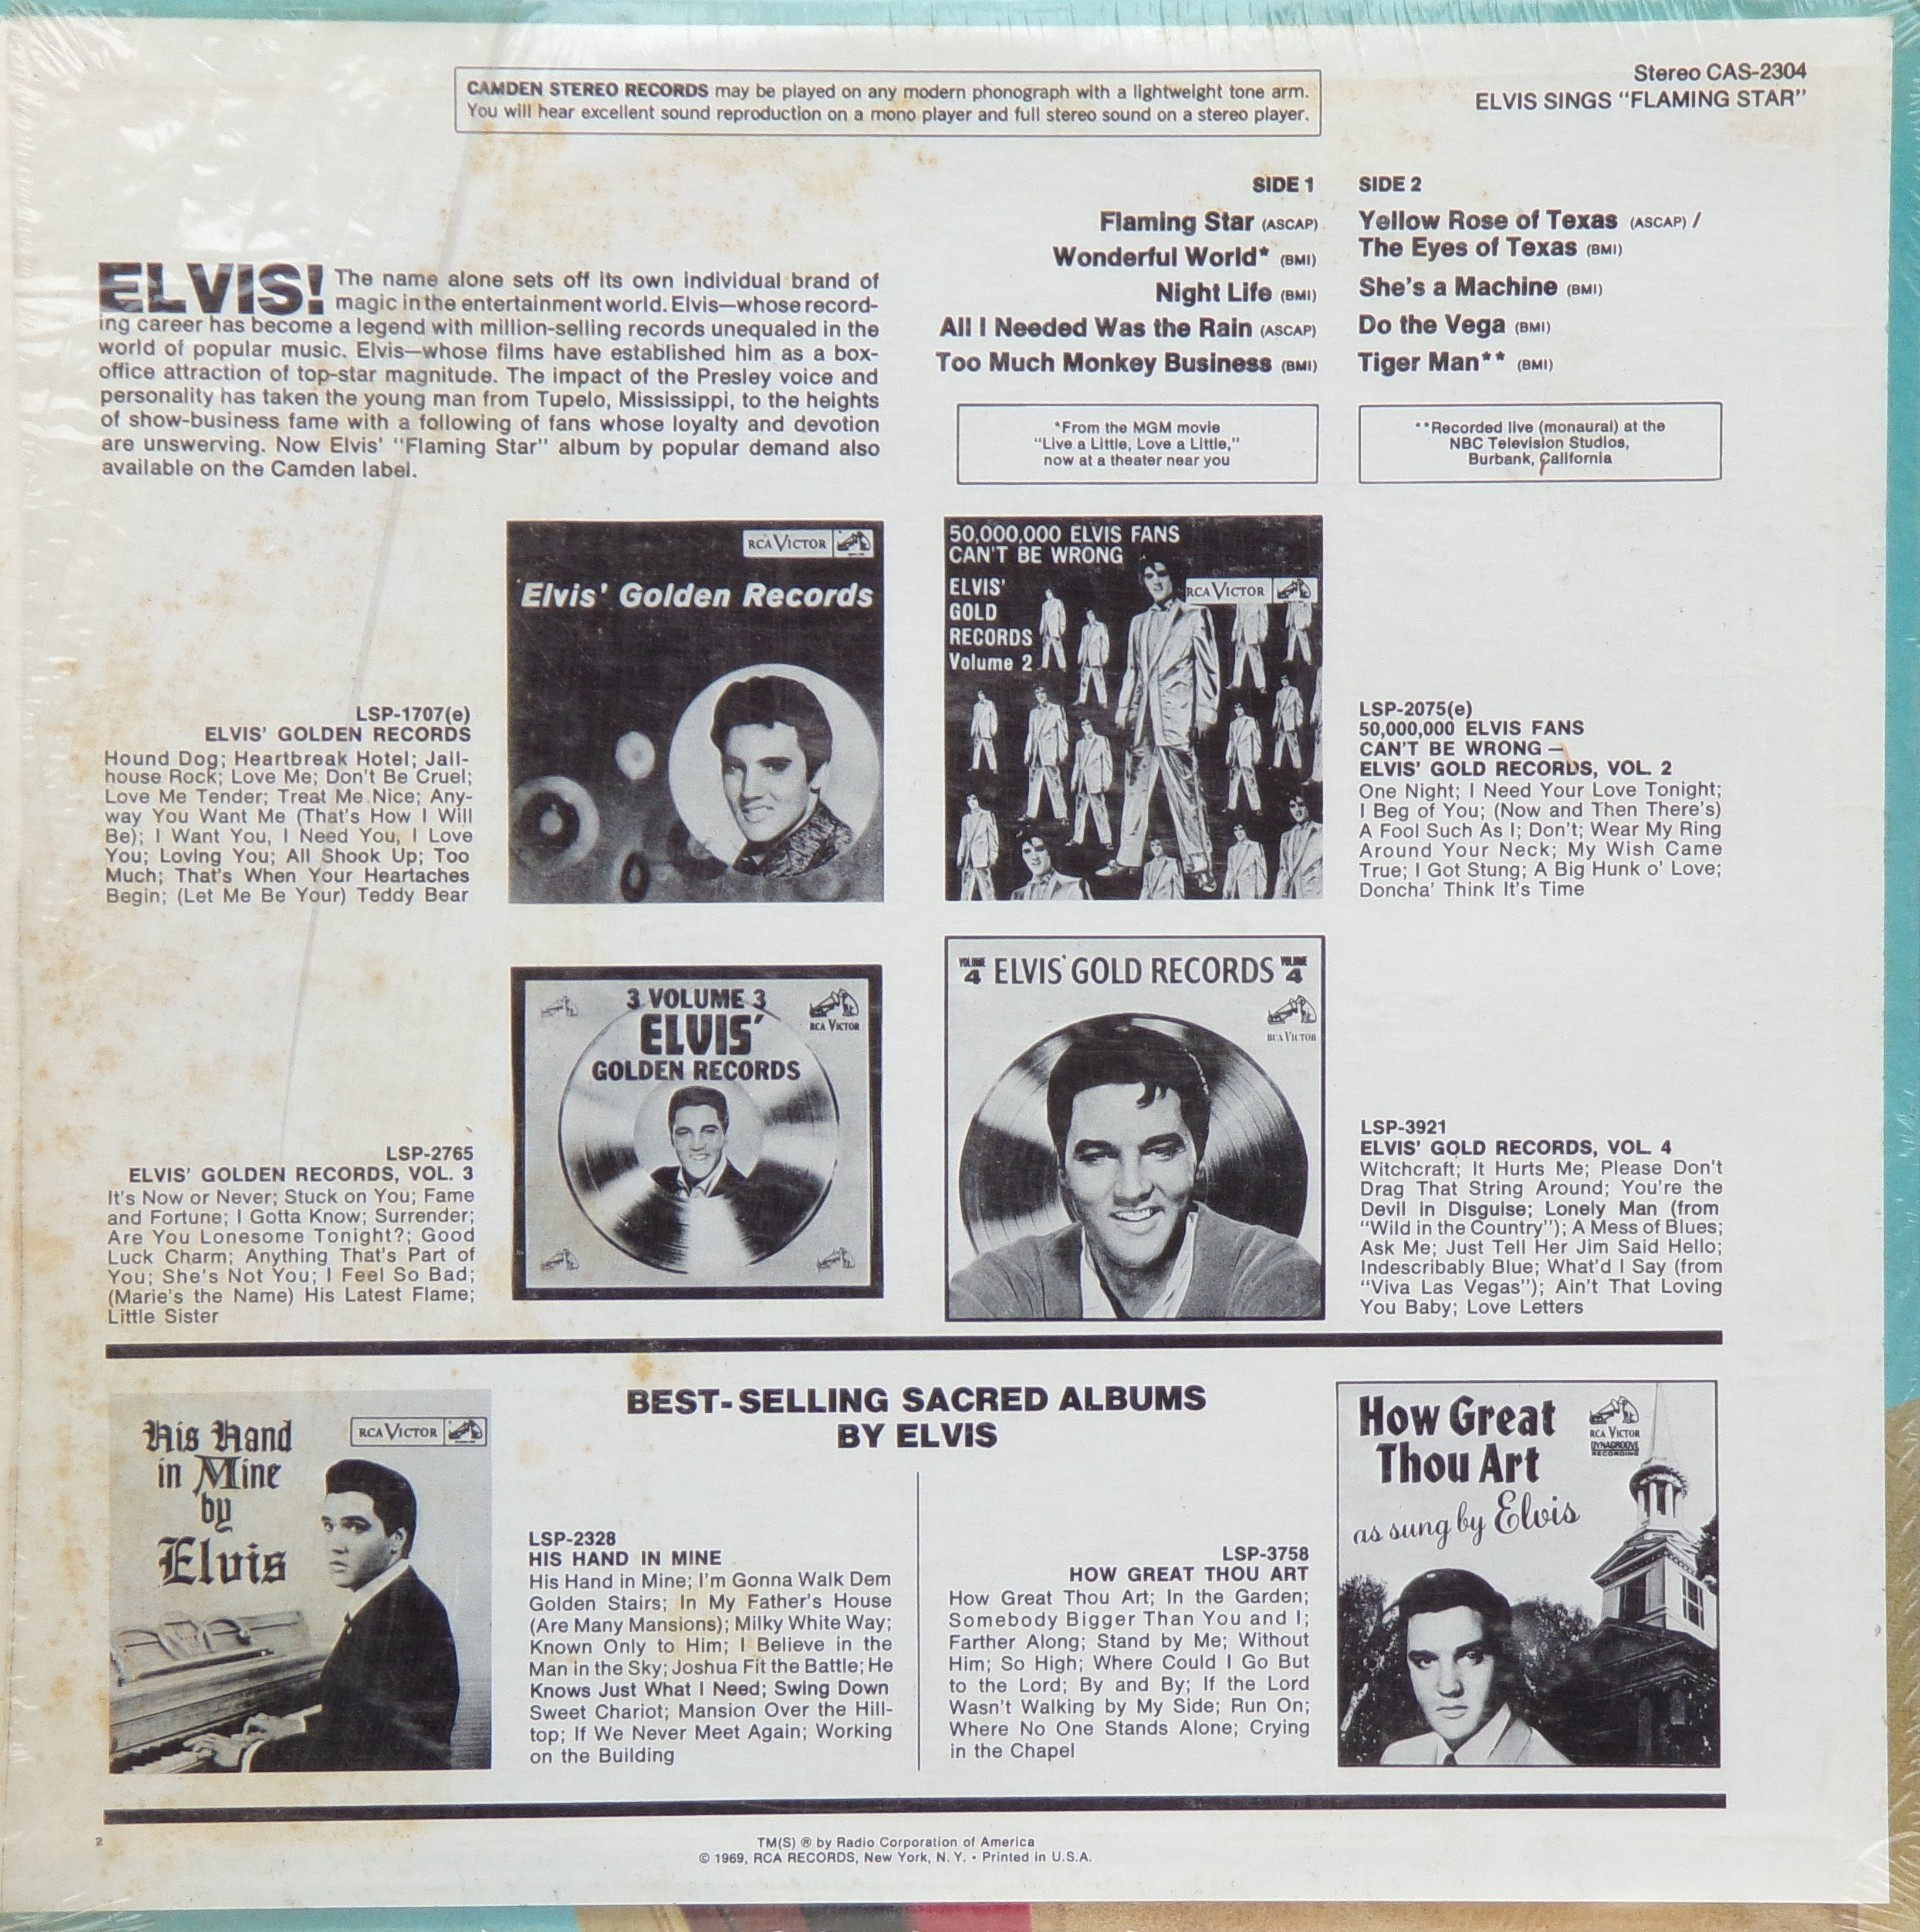 CAMDEN STEREO RECORDS may be played on any modern phonograph with a lightweight tone arm.
You will hear excellent sound reproduction on a mono player and full stereo sound on a stereo player.
Stereo CAS-2304
ELVIS SINGS "FLAMING STAR"
SIDE 1
Flaming Star (ASCAP)
Wonderful World* (BMI)
Night Life (BMI)
All I Needed Was the Rain (ASCAP)
Too Much Monkey Business (BMI)
*From the MGM movie
"Live a Little, Love a Little,"
now at a theater near you
SIDE 2
Yellow Rose of Texas (ASCAP) /
The Eyes of Texas (BMI)
She's a Machine (BMI)
Do the Vega (BMI)
Tiger Man** (BMI)
**Recorded live (monaural) at the
NBC Television Studios,
Burbank, California
ELVIS! The name alone sets off its own individual brand of
magic in the entertainment world. Elvis—whose record-
ing career has become a legend with million-selling records unequaled in the
world of popular music. Elvis—whose films have established him as a box-
office attraction of top-star magnitude. The impact of the Presley voice and
personality has taken the young man from Tupelo, Mississippi, to the heights
of show-business fame with a following of fans whose loyalty and devotion
are unswerving. Now Elvis' "Flaming Star" album by popular demand also
available on the Camden label.
LSP-1707(e)
ELVIS' GOLDEN RECORDS
Hound Dog; Heartbreak Hotel; Jail-
house Rock; Love Me; Don't Be Cruel;
Love Me Tender; Treat Me Nice; Any-
way You Want Me (That's How I Will
Be); I Want You, I Need You, I Love
You; Loving You; All Shook Up; Too
Much; That's When Your Heartaches
Begin; (Let Me Be Your) Teddy Bear
RCA VICTOR
Elvis' Golden Records
50,000,000 ELVIS FANS
CAN'T BE WRONG
ELVIS'
GOLD
RECORDS
Volume 2
RCA VICTOR
LSP-2075(e)
50,000,000 ELVIS FANS
CAN'T BE WRONG—
ELVIS' GOLD RECORDS, VOL. 2
One Night; I Need Your Love Tonight;
I Beg of You; (Now and Then There's)
A Fool Such As I; Don't; Wear My Ring
Around Your Neck; My Wish Came
True; I Got Stung; A Big Hunk o' Love;
Doncha' Think It's Time
LSP-2765
ELVIS' GOLDEN RECORDS, VOL. 3
It's Now or Never; Stuck on You; Fame
and Fortune; I Gotta Know; Surrender;
Are You Lonesome Tonight?; Good
Luck Charm; Anything That's Part of
You; She's Not You; I Feel So Bad;
(Marie's the Name) His Latest Flame;
Little Sister
3 VOLUME 3
ELVIS'
GOLDEN RECORDS
RCA VICTOR
VOLUME 4 ELVIS' GOLD RECORDS VOLUME 4
RCA VICTOR
LSP-3921
ELVIS' GOLD RECORDS, VOL. 4
Witchcraft; It Hurts Me; Please Don't
Drag That String Around; You're the
Devil in Disguise; Lonely Man (from
"Wild in the Country"); A Mess of Blues;
Ask Me; Just Tell Her Jim Said Hello;
Indescribably Blue; What'd I Say (from
"Viva Las Vegas"); Ain't That Loving
You Baby; Love Letters
BEST-SELLING SACRED ALBUMS
BY ELVIS
His Hand
in Mine
by
Elvis
RCA VICTOR
LSP-2328
HIS HAND IN MINE
His Hand in Mine; I'm Gonna Walk Dem
Golden Stairs; In My Father's House
(Are Many Mansions); Milky White Way;
Known Only to Him; I Believe in the
Man in the Sky; Joshua Fit the Battle; He
Knows Just What I Need; Swing Down
Sweet Chariot; Mansion Over the Hill-
top; If We Never Meet Again; Working
on the Building
LSP-3758
HOW GREAT THOU ART
How Great Thou Art; In the Garden;
Somebody Bigger Than You and I;
Farther Along; Stand by Me; Without
Him; So High; Where Could I Go But
to the Lord; By and By; If the Lord
Wasn't Walking by My Side; Run On;
Where No One Stands Alone; Crying
in the Chapel
How Great
Thou Art
as sung by Elvis
RCA VICTOR
DYNAGROOVE
RECORDING
2
TM(S) ® by Radio Corporation of America
© 1969, RCA RECORDS, New York, N. Y. • Printed in U.S.A.